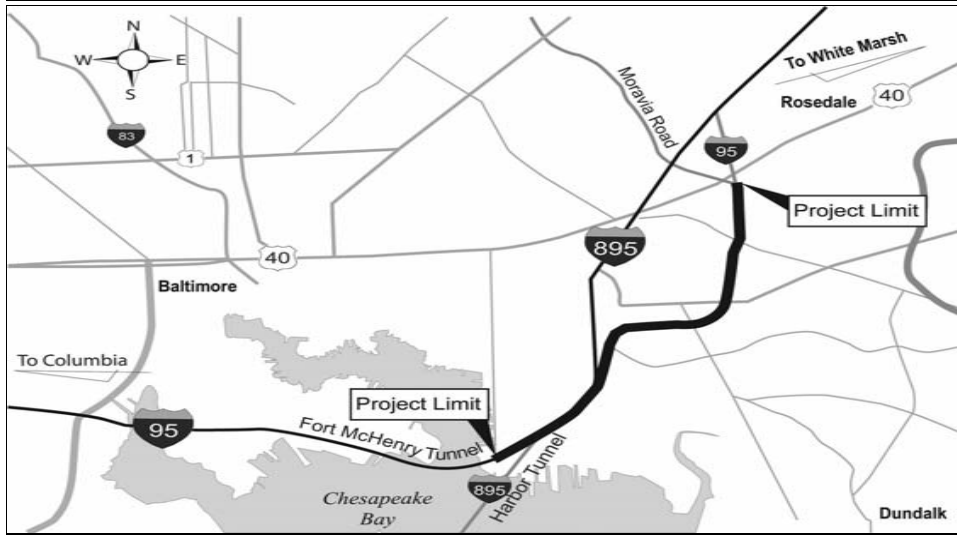 N
W E
S
83
1
40
Baltimore
To Columbia
95
Fort McHenry Tunnel
Project Limit
Chesapeake
Bay
895
Harbor Tunnel
895
Moravia Road
95
To White Marsh
Rosedale
40
Project Limit
Dundalk